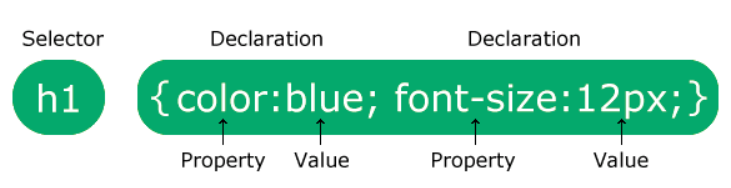 Selector Declaration Declaration
h1 {color:blue; font-size:12px;}
Property Value Property Value